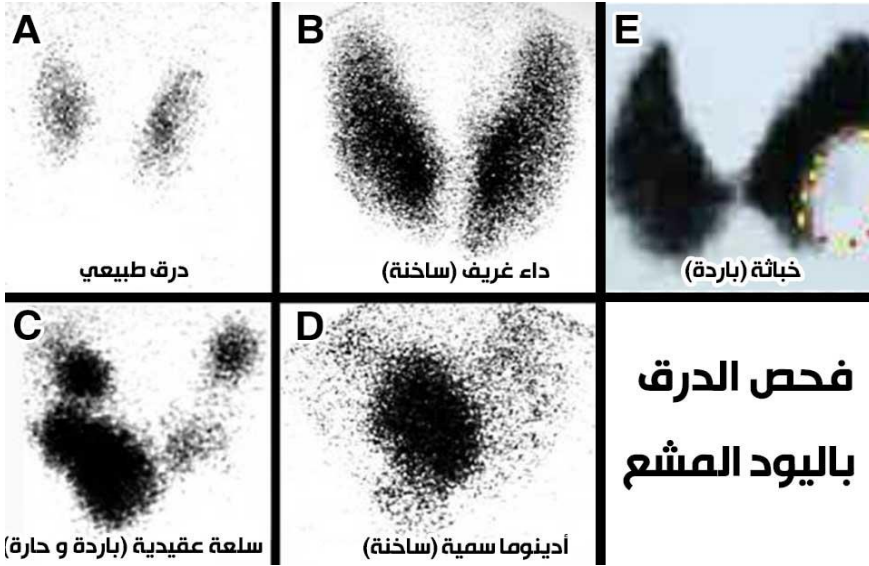 A
درق طبيعي
B
داء غريف (ساخنة)
E
خباثة (باردة)
C
سلعة عقيدية (باردة و حارة)
D
أدينوما سمية (ساخنة)
فحص الدرق
باليود المشع